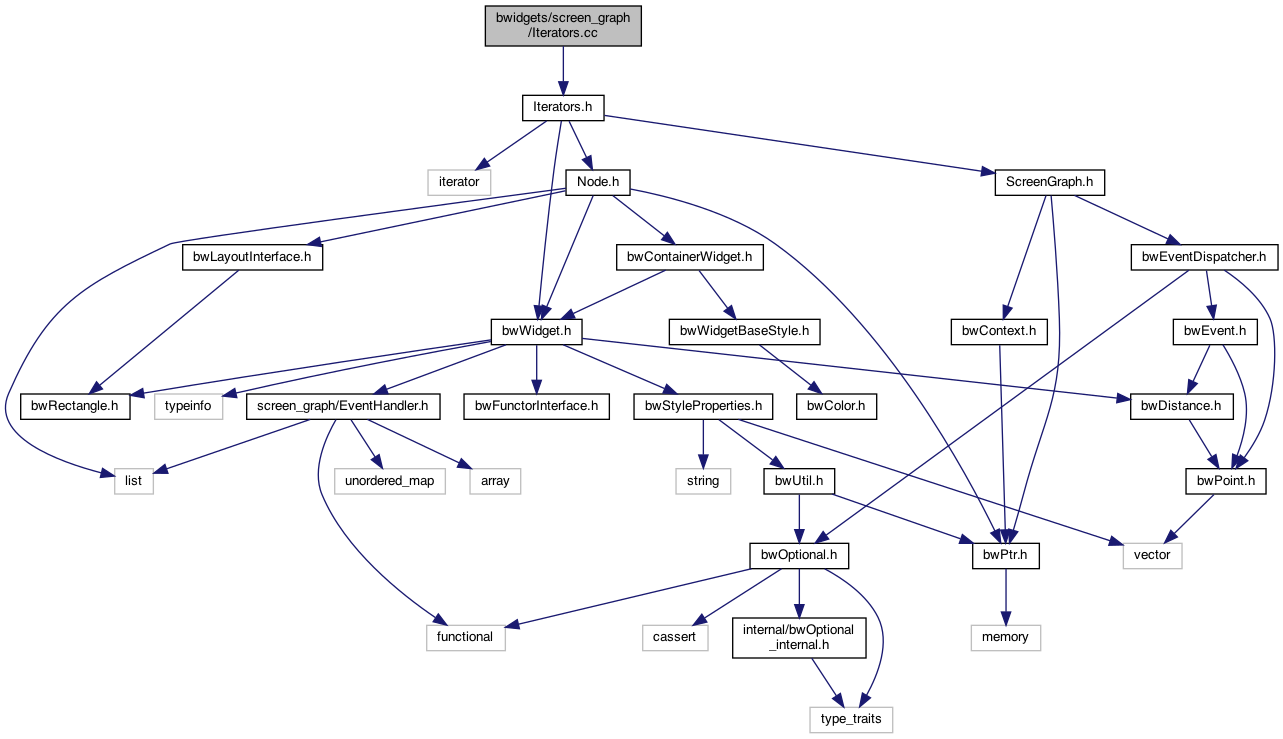 bwidgets/screen_graph
/Iterators.cc
Iterators.h
iterator
Node.h
ScreenGraph.h
bwLayoutInterface.h
bwContainerWidget.h
bwEventDispatcher.h
bwWidget.h
bwWidgetBaseStyle.h
bwContext.h
bwEvent.h
bwRectangle.h
typeinfo
screen_graph/EventHandler.h
bwFunctorInterface.h
bwStyleProperties.h
bwColor.h
bwDistance.h
list
unordered_map
array
string
bwUtil.h
bwPoint.h
bwOptional.h
bwPtr.h
vector
functional
cassert
internal/bwOptional
_internal.h
memory
type_traits